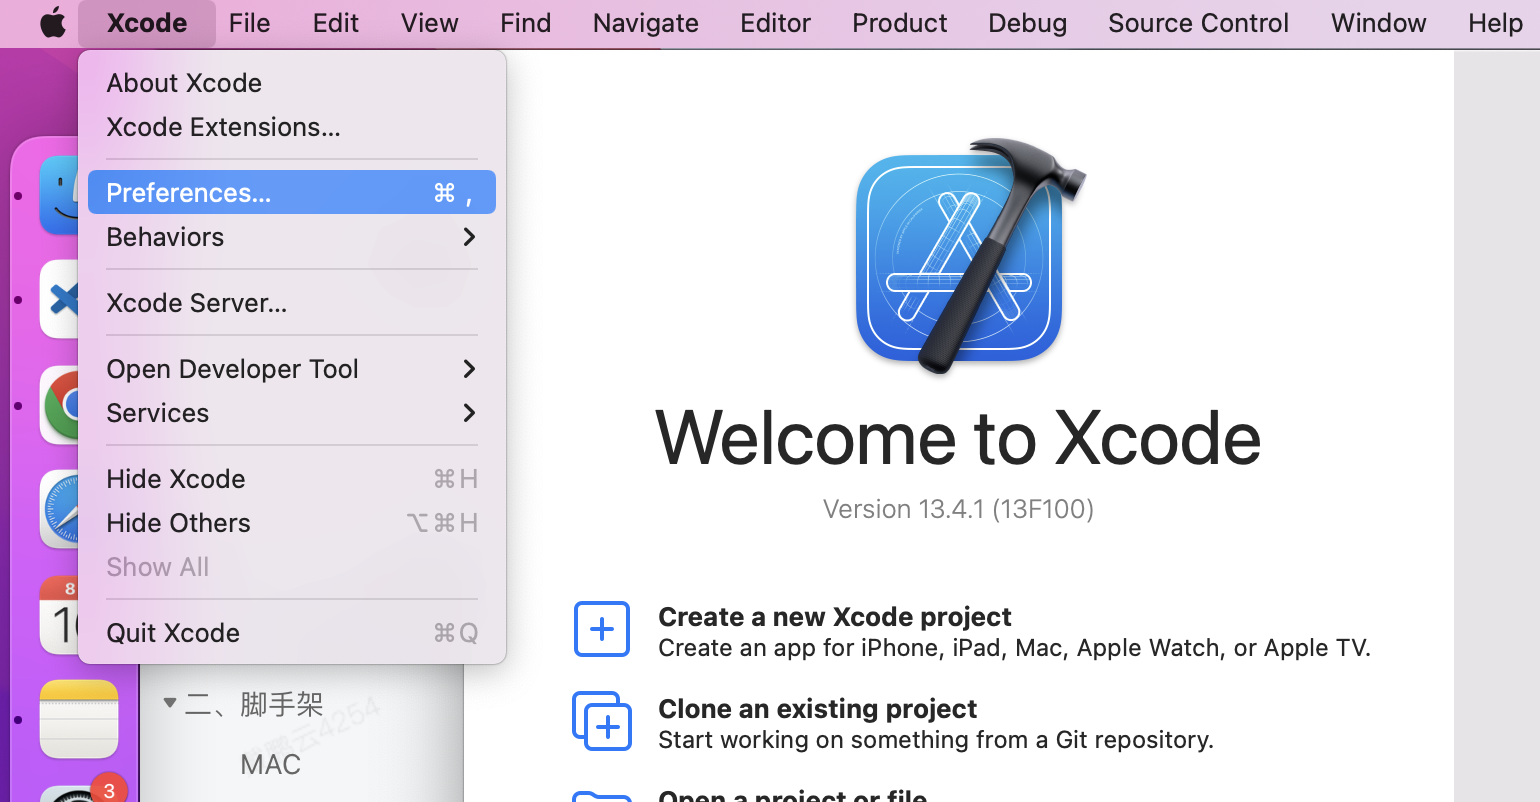 Xcode File Edit View Find Navigate Editor Product Debug Source Control Window Help
About Xcode
Xcode Extensions...
Preferences... ⌘ ,
Behaviors
Xcode Server...
Open Developer Tool
Services
Hide Xcode ⌘H
Hide Others ⌥⌘H
Show All
Quit Xcode ⌘Q
8
二、脚手架
MAC
3
Welcome to Xcode
Version 13.4.1 (13F100)
Create a new Xcode project
Create an app for iPhone, iPad, Mac, Apple Watch, or Apple TV.
Clone an existing project
Start working on something from a Git repository.
Open a project or file